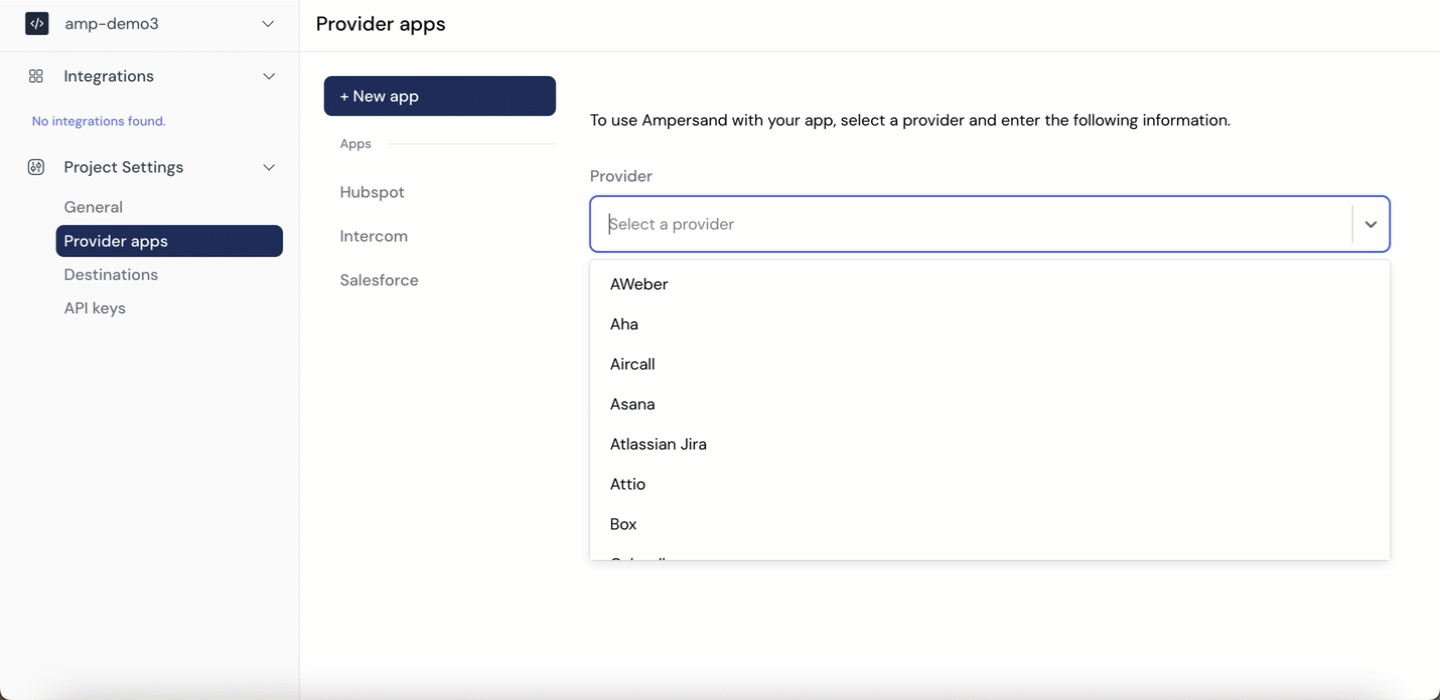 amp-demo3
Provider apps
Integrations
No integrations found.
Project Settings
General
Provider apps
Destinations
API keys
+ New app
Apps
Hubspot
Intercom
Salesforce
To use Ampersand with your app, select a provider and enter the following information.
Provider
Select a provider
AWeber
Aha
Aircall
Asana
Atlassian Jira
Attio
Box